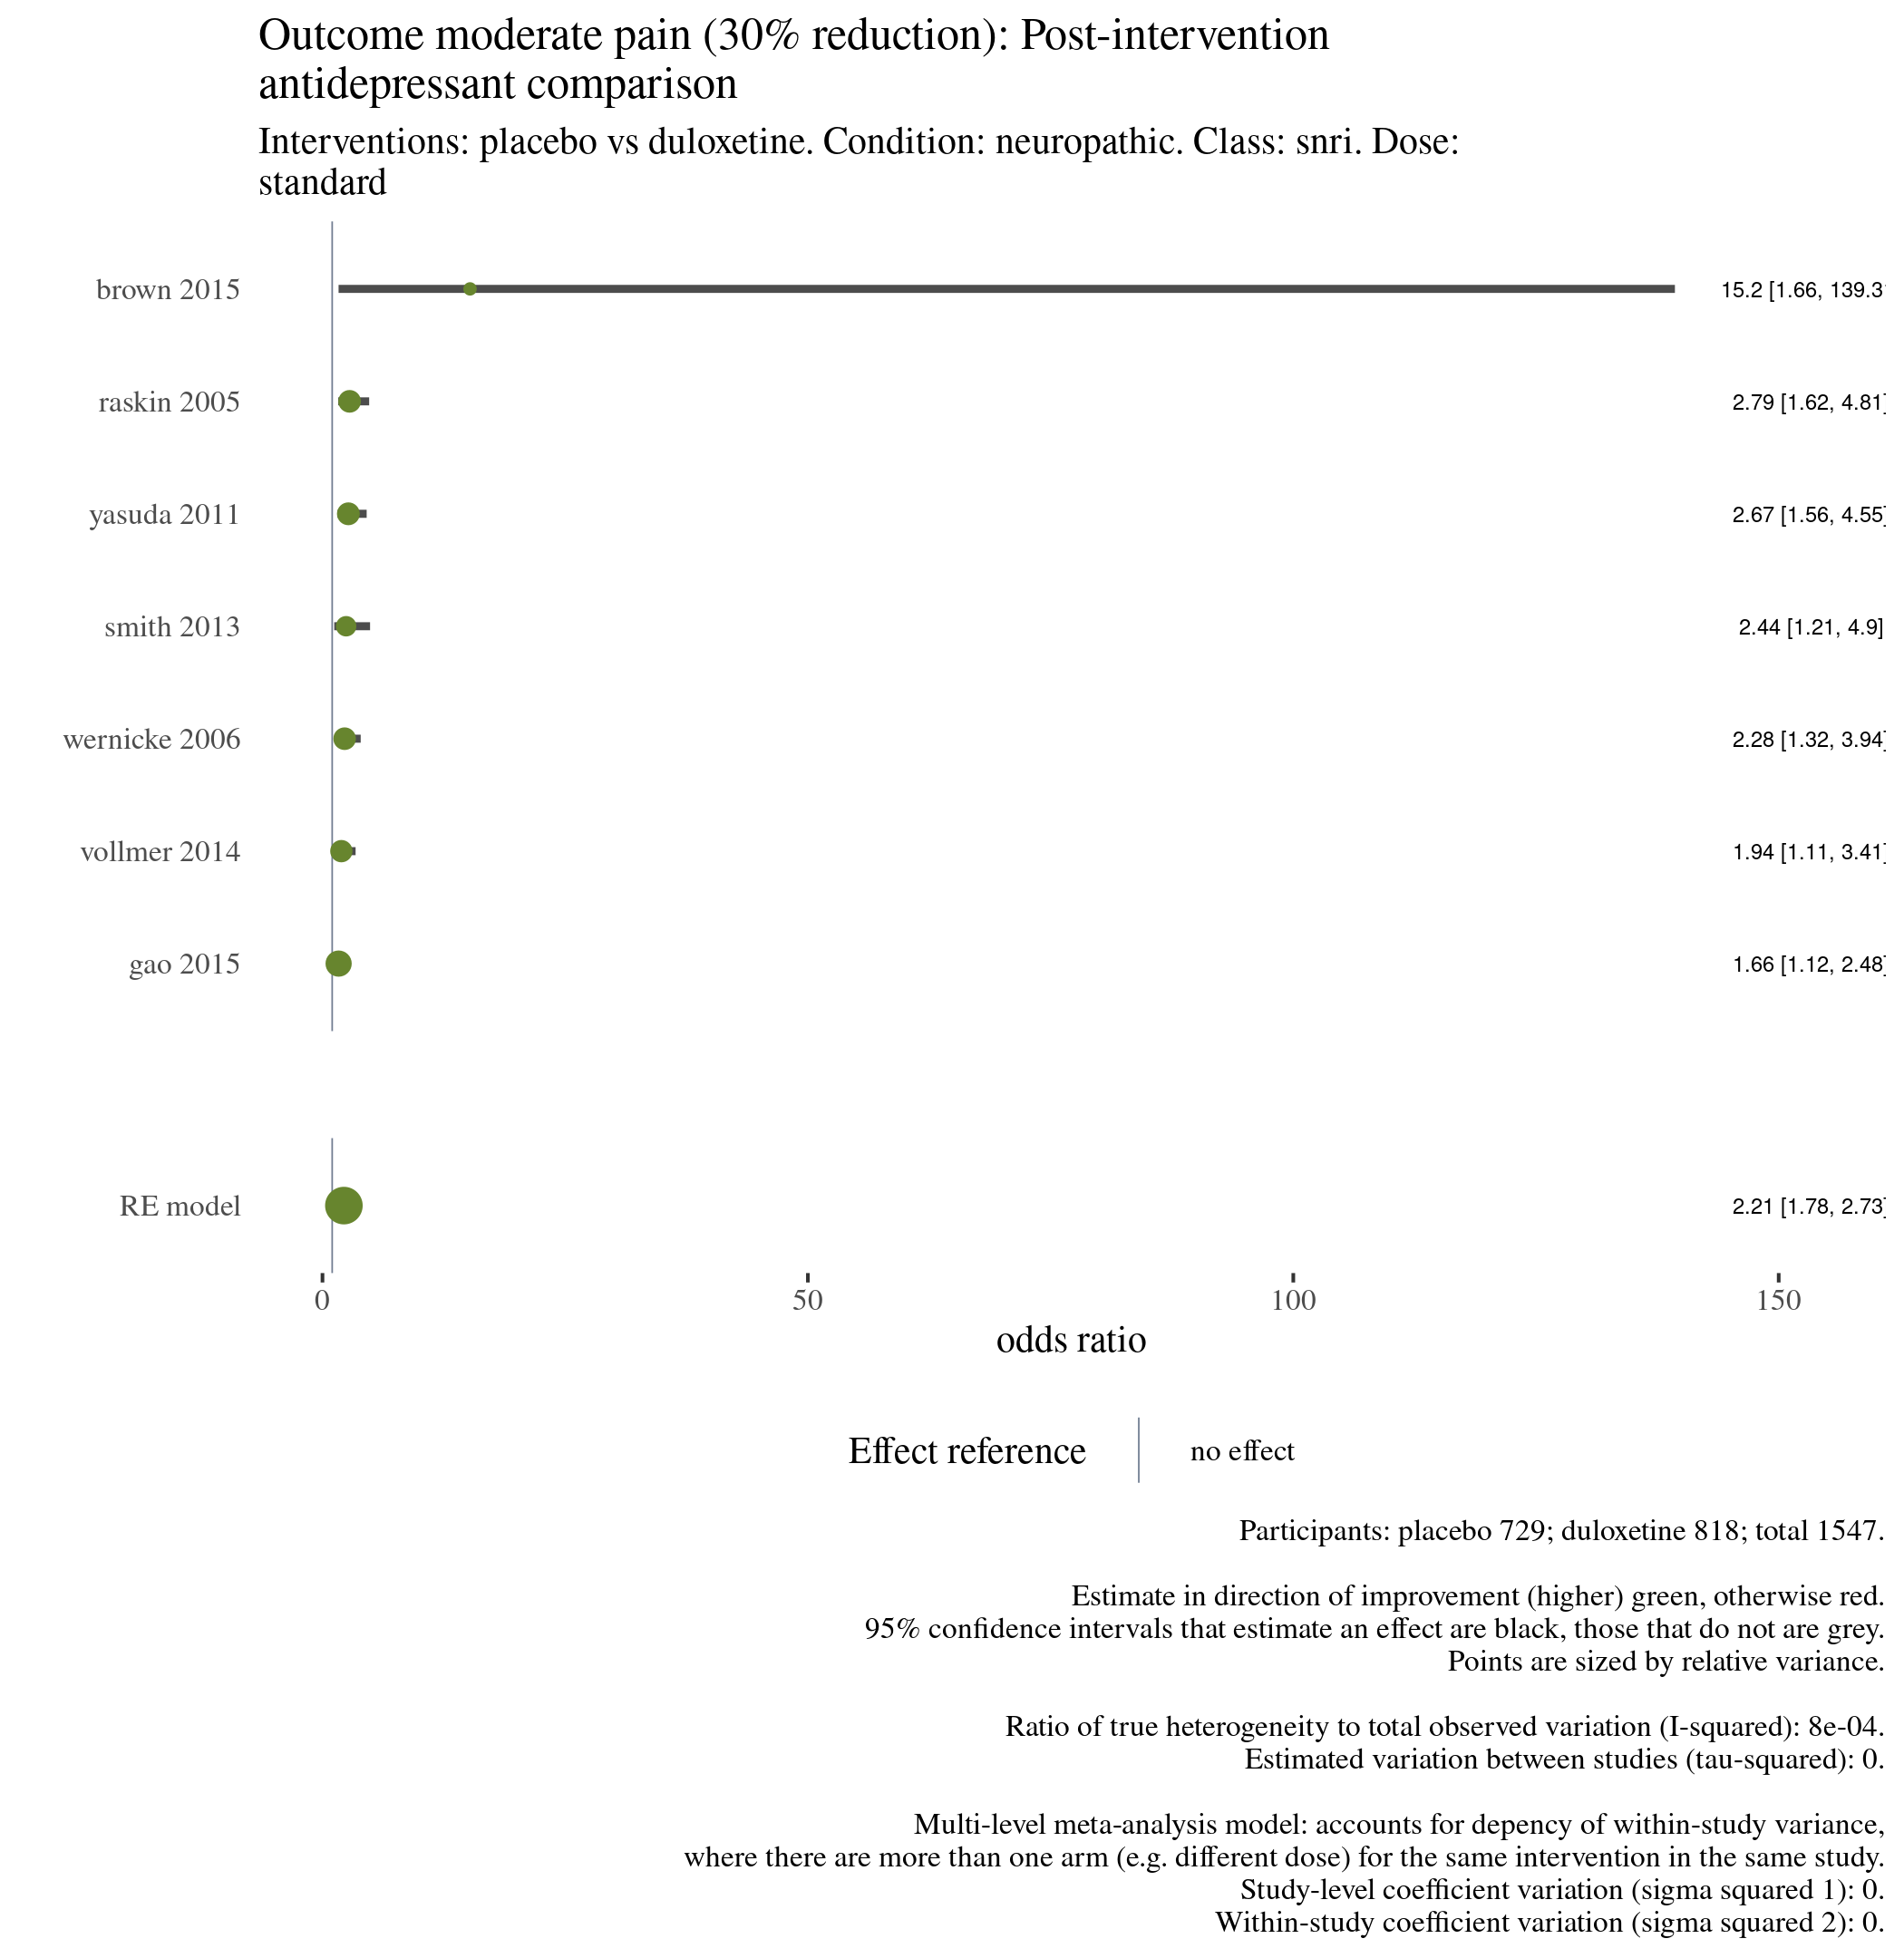 Outcome moderate pain (30% reduction): Post-intervention
antidepressant comparison
Interventions: placebo vs duloxetine. Condition: neuropathic. Class: snri. Dose:
standard
brown 2015 15.2 [1.66, 139.3
raskin 2005 2.79 [1.62, 4.81]
yasuda 2011 2.67 [1.56, 4.55]
smith 2013 2.44 [1.21, 4.9]
wernicke 2006 2.28 [1.32, 3.94]
vollmer 2014 1.94 [1.11, 3.41]
gao 2015 1.66 [1.12, 2.48]
RE model 2.21 [1.78, 2.73]
0 50 100 150
odds ratio
Effect reference no effect
Participants: placebo 729; duloxetine 818; total 1547.
Estimate in direction of improvement (higher) green, otherwise red.
95% confidence intervals that estimate an effect are black, those that do not are grey.
Points are sized by relative variance.
Ratio of true heterogeneity to total observed variation (I-squared): 8e-04.
Estimated variation between studies (tau-squared): 0.
Multi-level meta-analysis model: accounts for depency of within-study variance,
where there are more than one arm (e.g. different dose) for the same intervention in the same study.
Study-level coefficient variation (sigma squared 1): 0.
Within-study coefficient variation (sigma squared 2): 0.